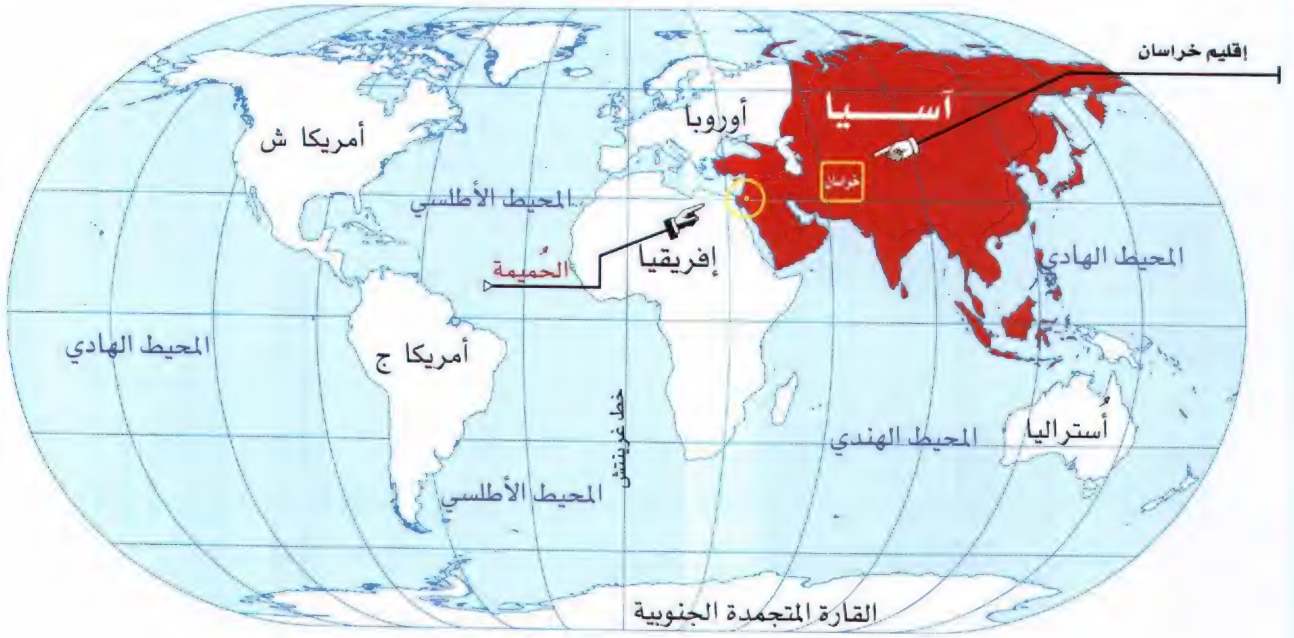 إقليم خراسان
آســـيا
أوروبا
أمريكا ش
خراسان
المحيط الأطلسي
إفريقيا
الحُميمة
المحيط الهادي
المحيط الهادي
أمريكا ج
خط غرينتش
أُستراليا
المحيط الهندي
المحيط الأطلسي
القارة المتجمدة الجنوبية